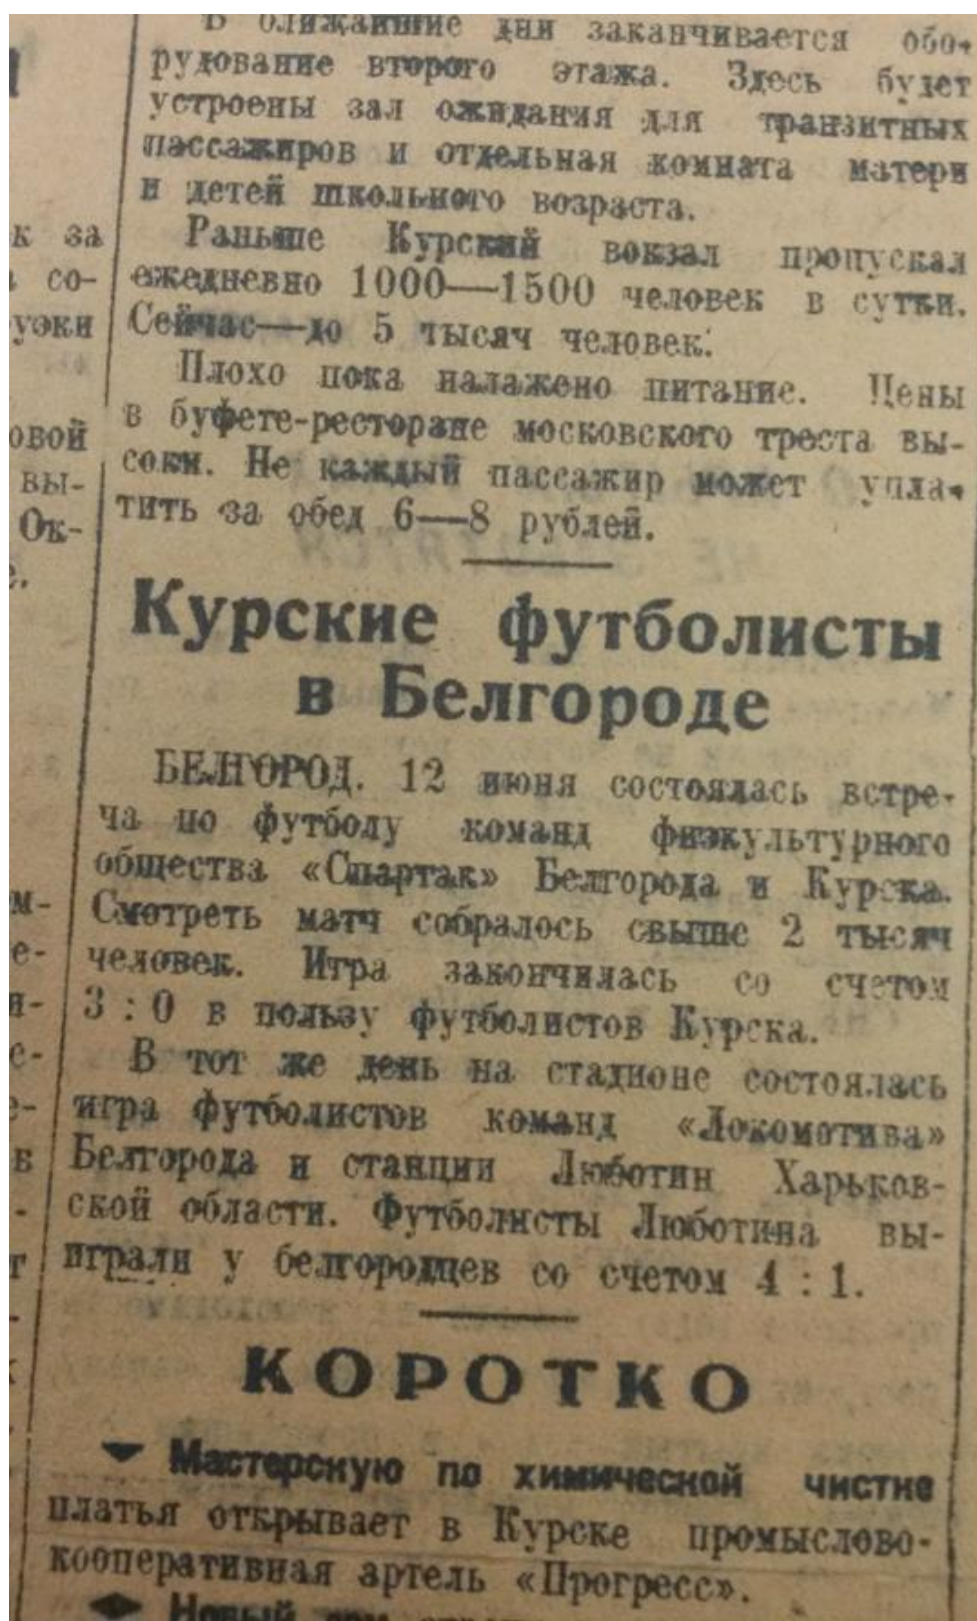 В ближайшие дни заканчивается обо-
рудование второго этажа. Здесь будет
устроены зал ожидания для транзитных
пассажиров и отдельная комната матери
и детей школьного возраста.
Раньше Курский вокзал пропускал
ежедневно 1000—1500 человек в сутки.
Сейчас—до 5 тысяч человек.
Плохо пока налажено питание. Цены
в буфете-ресторане московского треста вы-
соки. Не каждый пассажир может упла-
тить за обед 6—8 рублей.
Курские футболисты
в Белгороде
БЕЛГОРОД. 12 июня состоялась встре-
ча по футболу команд физкультурного
общества «Спартак» Белгорода и Курска.
Смотреть матч собралось свыше 2 тысяч
человек. Игра закончилась со счетом
3 : 0 в пользу футболистов Курска.
В тот же день на стадионе состоялась
игра футболистов команд «Локомотива»
Белгорода и станции Люботин Харьков-
ской области. Футболисты Люботина вы-
играли у белгородцев со счетом 4 : 1.
КОРОТКО
Мастерскую по химической чистке
платья открывает в Курске промыслово-
кооперативная артель «Прогресс».
Новый
к за
со-
овой
вы-
Ок-